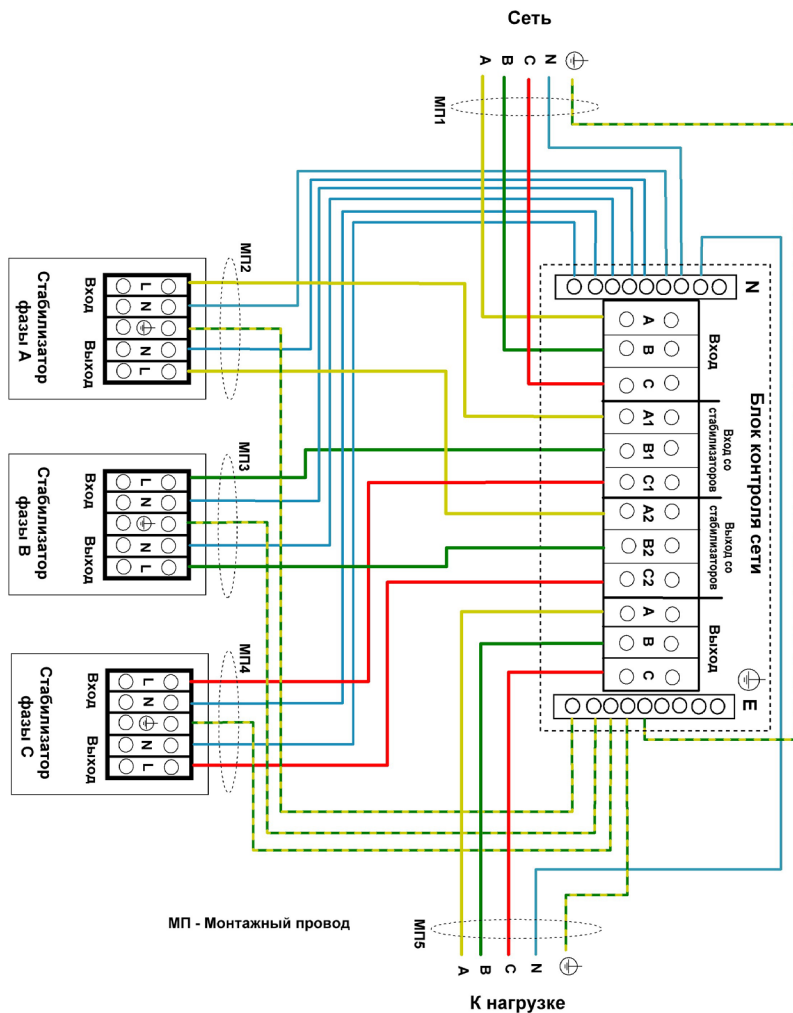 Сеть
A B C N
МП1
МП2
Стабилизатор
фазы A
Вход
Выход
L
N
N
L
МП3
Стабилизатор
фазы B
Вход
Выход
L
N
N
L
МП4
Стабилизатор
фазы C
Вход
Выход
L
N
N
L
Блок контроля сети
N
Вход
A
B
C
Вход со
стабилизаторов
A1
B1
C1
Выход со
стабилизаторов
A2
B2
C2
Выход
A
B
C
E
МП - Монтажный провод
МП5
A B C N
К нагрузке